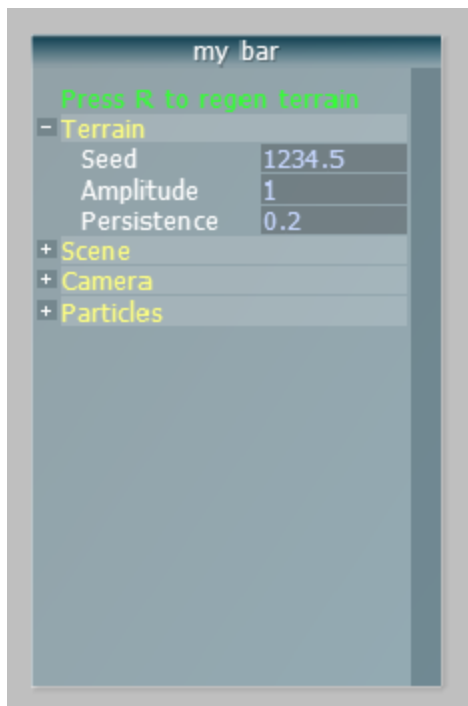 my bar
Press R to regen terrain
- Terrain
Seed 1234.5
Amplitude 1
Persistence 0.2
+ Scene
+ Camera
+ Particles